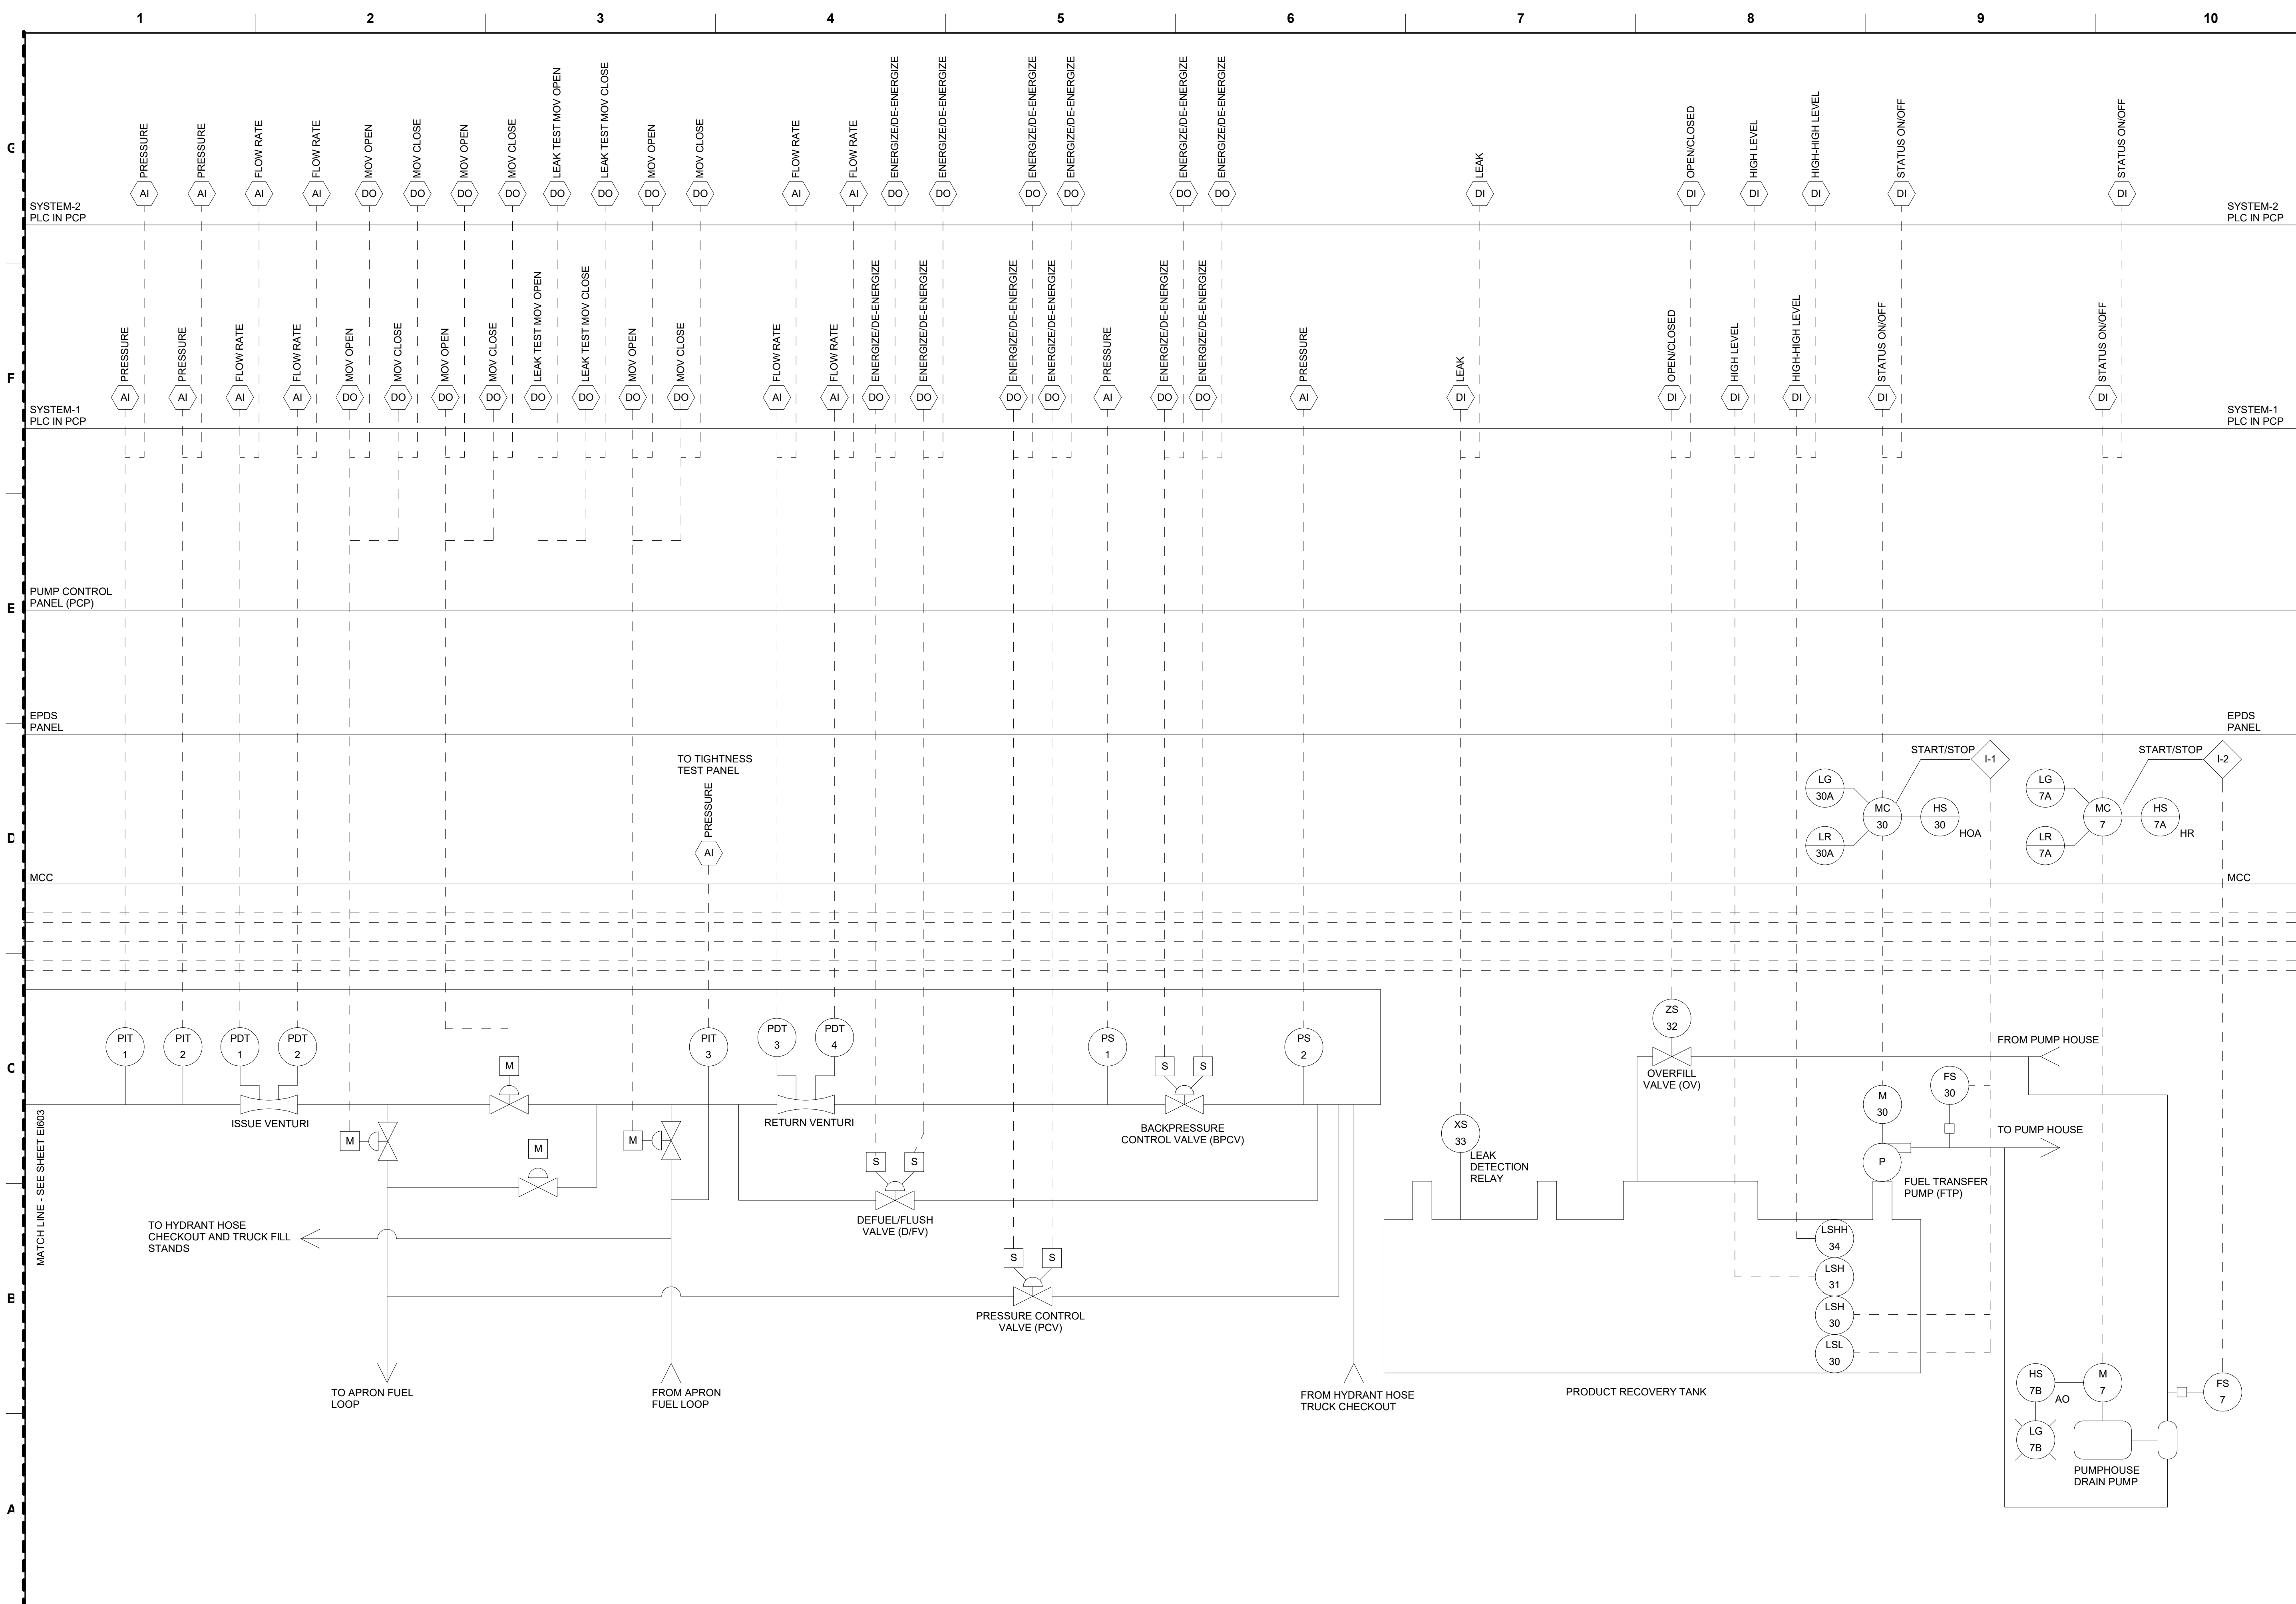 1 2 3 4 5 6 7 8 9 10
G
PRESSURE
PRESSURE
FLOW RATE
FLOW RATE
MOV OPEN
MOV CLOSE
MOV OPEN
MOV CLOSE
LEAK TEST MOV OPEN
LEAK TEST MOV CLOSE
MOV OPEN
MOV CLOSE
FLOW RATE
FLOW RATE
ENERGIZE/DE-ENERGIZE
ENERGIZE/DE-ENERGIZE
ENERGIZE/DE-ENERGIZE
ENERGIZE/DE-ENERGIZE
ENERGIZE/DE-ENERGIZE
ENERGIZE/DE-ENERGIZE
LEAK
OPEN/CLOSED
HIGH LEVEL
HIGH-HIGH LEVEL
STATUS ON/OFF
STATUS ON/OFF
AI AI AI AI DO DO DO DO DO DO DO DO AI AI DO DO DO DO DO DO DI DI DI DI DI DI
SYSTEM-2
PLC IN PCP
SYSTEM-2
PLC IN PCP
F
PRESSURE
PRESSURE
FLOW RATE
FLOW RATE
MOV OPEN
MOV CLOSE
MOV OPEN
MOV CLOSE
LEAK TEST MOV OPEN
LEAK TEST MOV CLOSE
MOV OPEN
MOV CLOSE
FLOW RATE
FLOW RATE
ENERGIZE/DE-ENERGIZE
ENERGIZE/DE-ENERGIZE
ENERGIZE/DE-ENERGIZE
ENERGIZE/DE-ENERGIZE
PRESSURE
ENERGIZE/DE-ENERGIZE
ENERGIZE/DE-ENERGIZE
PRESSURE
LEAK
OPEN/CLOSED
HIGH LEVEL
HIGH-HIGH LEVEL
STATUS ON/OFF
STATUS ON/OFF
AI AI AI AI DO DO DO DO DO DO DO DO AI AI DO DO DO DO AI DO DO AI DI DI DI DI DI DI
SYSTEM-1
PLC IN PCP
SYSTEM-1
PLC IN PCP
E
PUMP CONTROL
PANEL (PCP)
EPDS
PANEL
EPDS
PANEL
D
TO TIGHTNESS
TEST PANEL
PRESSURE
AI
START/STOP
I-1
LG
30A
MC
30
HS
30
HOA
LR
30A
START/STOP
I-2
LG
7A
MC
7
HS
7A
HR
LR
7A
MCC
MCC
C
PIT
1
PIT
2
PDT
1
PDT
2
ISSUE VENTURI
M
M
M
M
PIT
3
PDT
3
PDT
4
RETURN VENTURI
S
S
DEFUEL/FLUSH
VALVE (D/FV)
PS
1
S
S
BACKPRESSURE
CONTROL VALVE (BPCV)
PS
2
XS
33
LEAK
DETECTION
RELAY
ZS
32
OVERFILL
VALVE (OV)
M
30
FS
30
P
FUEL TRANSFER
PUMP (FTP)
FROM PUMP HOUSE
TO PUMP HOUSE
MATCH LINE - SEE SHEET EI603
B
TO HYDRANT HOSE
CHECKOUT AND TRUCK FILL
STANDS
S
S
PRESSURE CONTROL
VALVE (PCV)
LSHH
34
LSH
31
LSH
30
LSL
30
TO APRON FUEL
LOOP
FROM APRON
FUEL LOOP
FROM HYDRANT HOSE
TRUCK CHECKOUT
PRODUCT RECOVERY TANK
HS
7B
AO
M
7
FS
7
LG
7B
PUMPHOUSE
DRAIN PUMP
A